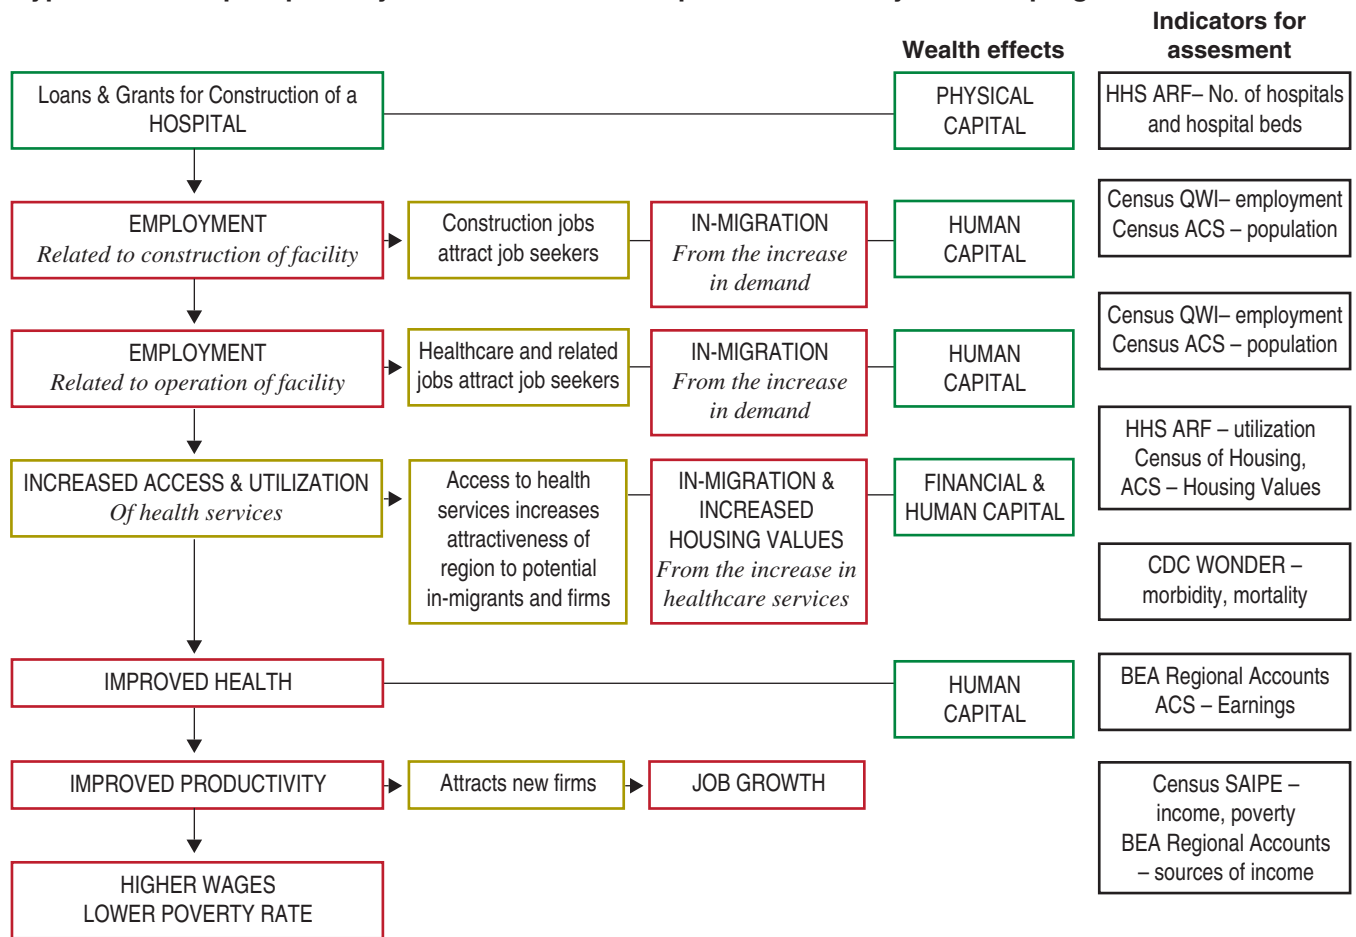 Indicators for
assesment
Wealth effects
Loans & Grants for Construction of a
HOSPITAL
PHYSICAL
CAPITAL
HHS ARF– No. of hospitals
and hospital beds
EMPLOYMENT
Related to construction of facility
Construction jobs
attract job seekers
IN-MIGRATION
From the increase
in demand
HUMAN
CAPITAL
Census QWI– employment
Census ACS – population
EMPLOYMENT
Related to operation of facility
Healthcare and related
jobs attract job seekers
IN-MIGRATION
From the increase
in demand
HUMAN
CAPITAL
Census QWI– employment
Census ACS – population
INCREASED ACCESS & UTILIZATION
Of health services
Access to health
services increases
attractiveness of
region to potential
in-migrants and firms
IN-MIGRATION &
INCREASED
HOUSING VALUES
From the increase in
healthcare services
FINANCIAL &
HUMAN CAPITAL
HHS ARF – utilization
Census of Housing,
ACS – Housing Values
CDC WONDER –
morbidity, mortality
IMPROVED HEALTH
HUMAN
CAPITAL
BEA Regional Accounts
ACS – Earnings
IMPROVED PRODUCTIVITY
Attracts new firms
JOB GROWTH
Census SAIPE –
income, poverty
BEA Regional Accounts
– sources of income
HIGHER WAGES
LOWER POVERTY RATE